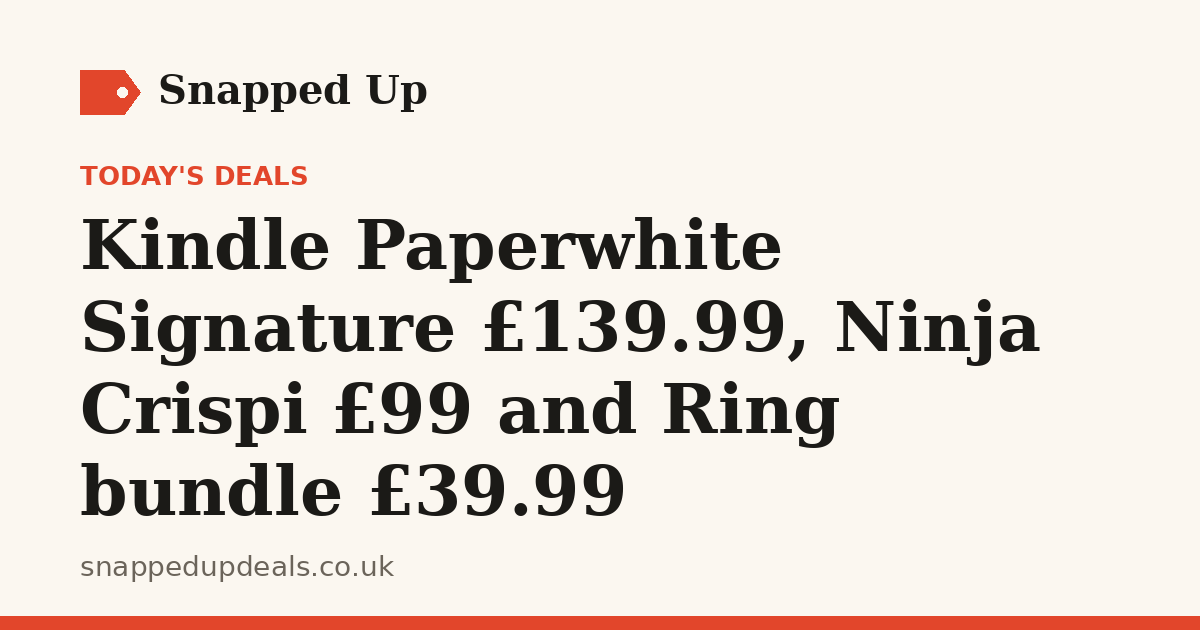 Snapped Up
TODAY'S DEALS
Kindle Paperwhite
Signature £139.99, Ninja
Crispi £99 and Ring
bundle £39.99
snappedupdeals.co.uk